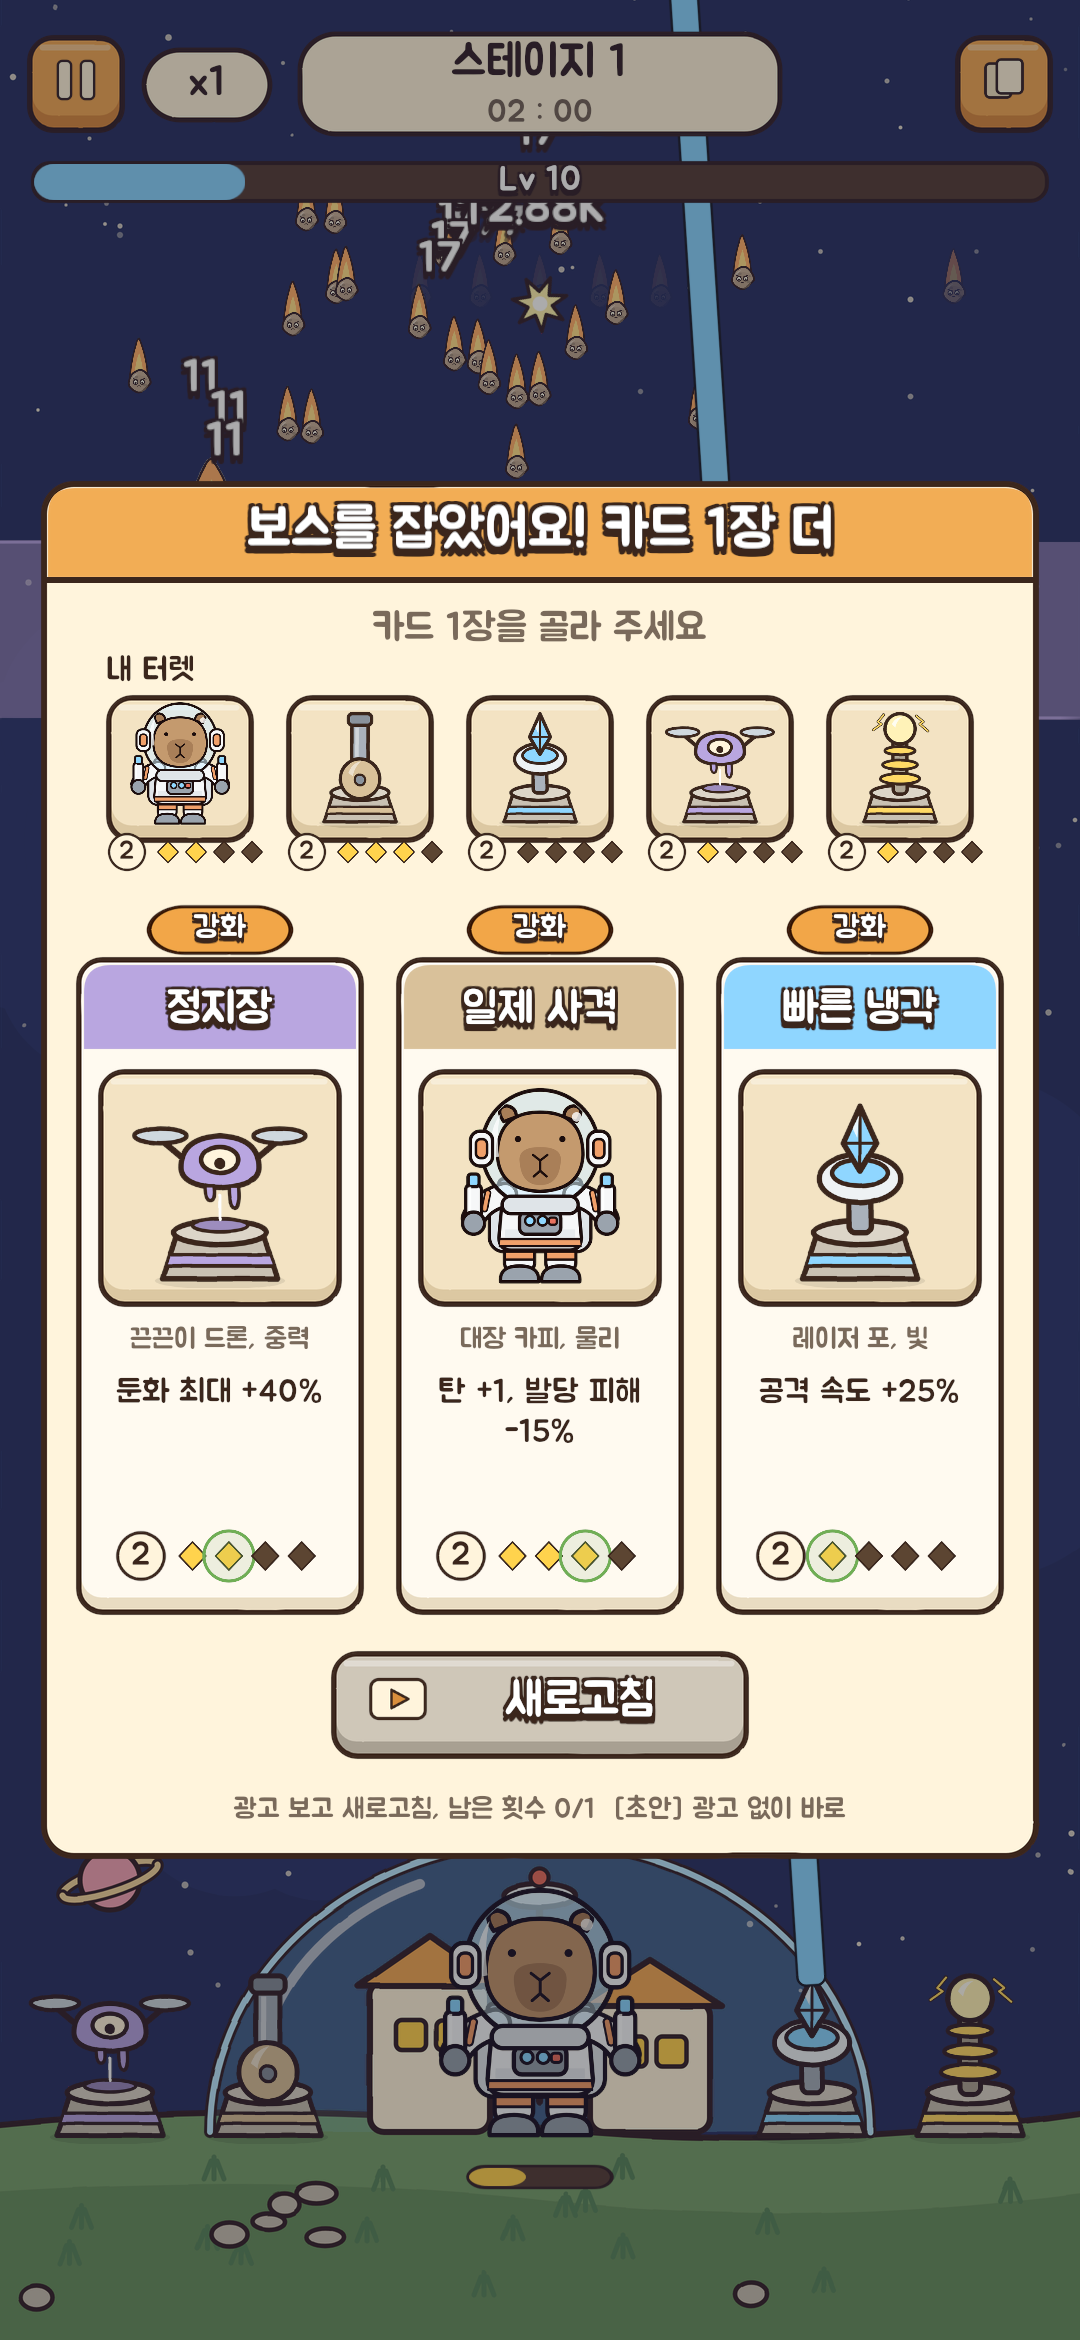 스테이지 1
x1
02 : 00
Lv 10
17
2.88K
17
17
11
11
11
보스를 잡았어요! 카드 1장 더
카드 1장을 골라 주세요
내 터렛
2 2 2 2 2
강화 강화 강화
정지장 일제 사격 빠른 냉각
끈끈이 드론, 중력 대장 카피, 물리 레이저 포, 빛
둔화 최대 +40% 탄 +1, 발당 피해 공격 속도 +25%
-15%
2 2 2
새로고침
광고 보고 새로고침, 남은 횟수 0/1 [초안] 광고 없이 바로